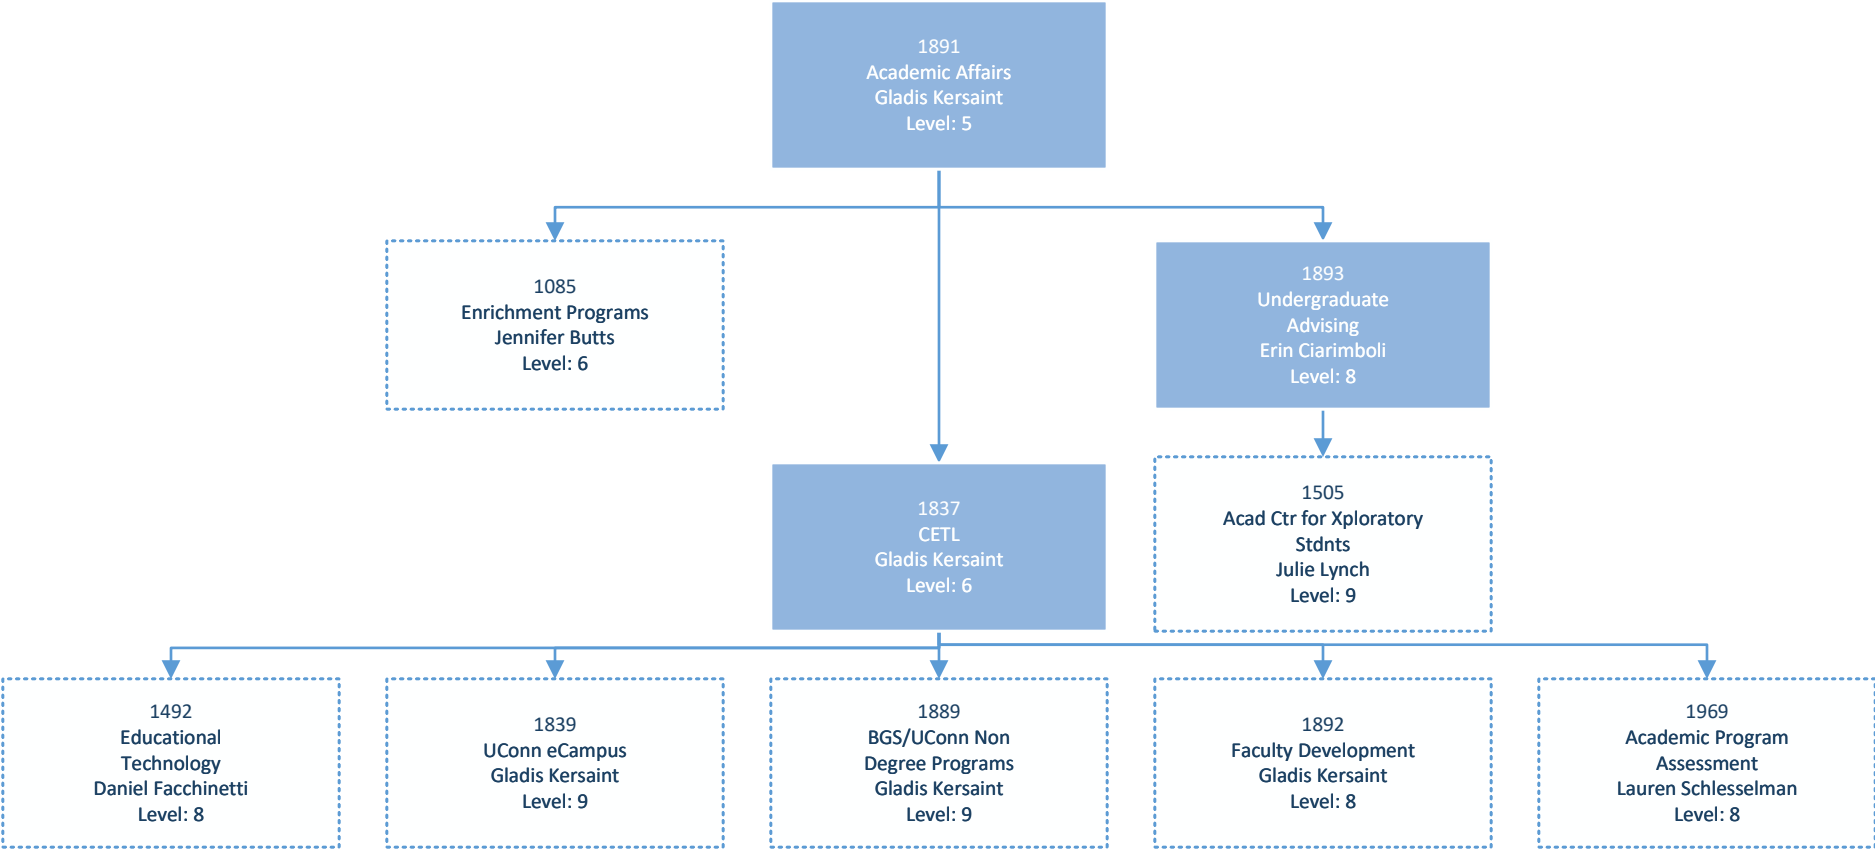 1891
Academic Affairs
Gladis Kersaint
Level: 5
1085
Enrichment Programs
Jennifer Butts
Level: 6
1893
Undergraduate
Advising
Erin Ciarimboli
Level: 8
1837
CETL
Gladis Kersaint
Level: 6
1505
Acad Ctr for Xploratory
Stdnts
Julie Lynch
Level: 9
1492
Educational
Technology
Daniel Facchinetti
Level: 8
1839
UConn eCampus
Gladis Kersaint
Level: 9
1889
BGS/UConn Non
Degree Programs
Gladis Kersaint
Level: 9
1892
Faculty Development
Gladis Kersaint
Level: 8
1969
Academic Program
Assessment
Lauren Schlesselman
Level: 8